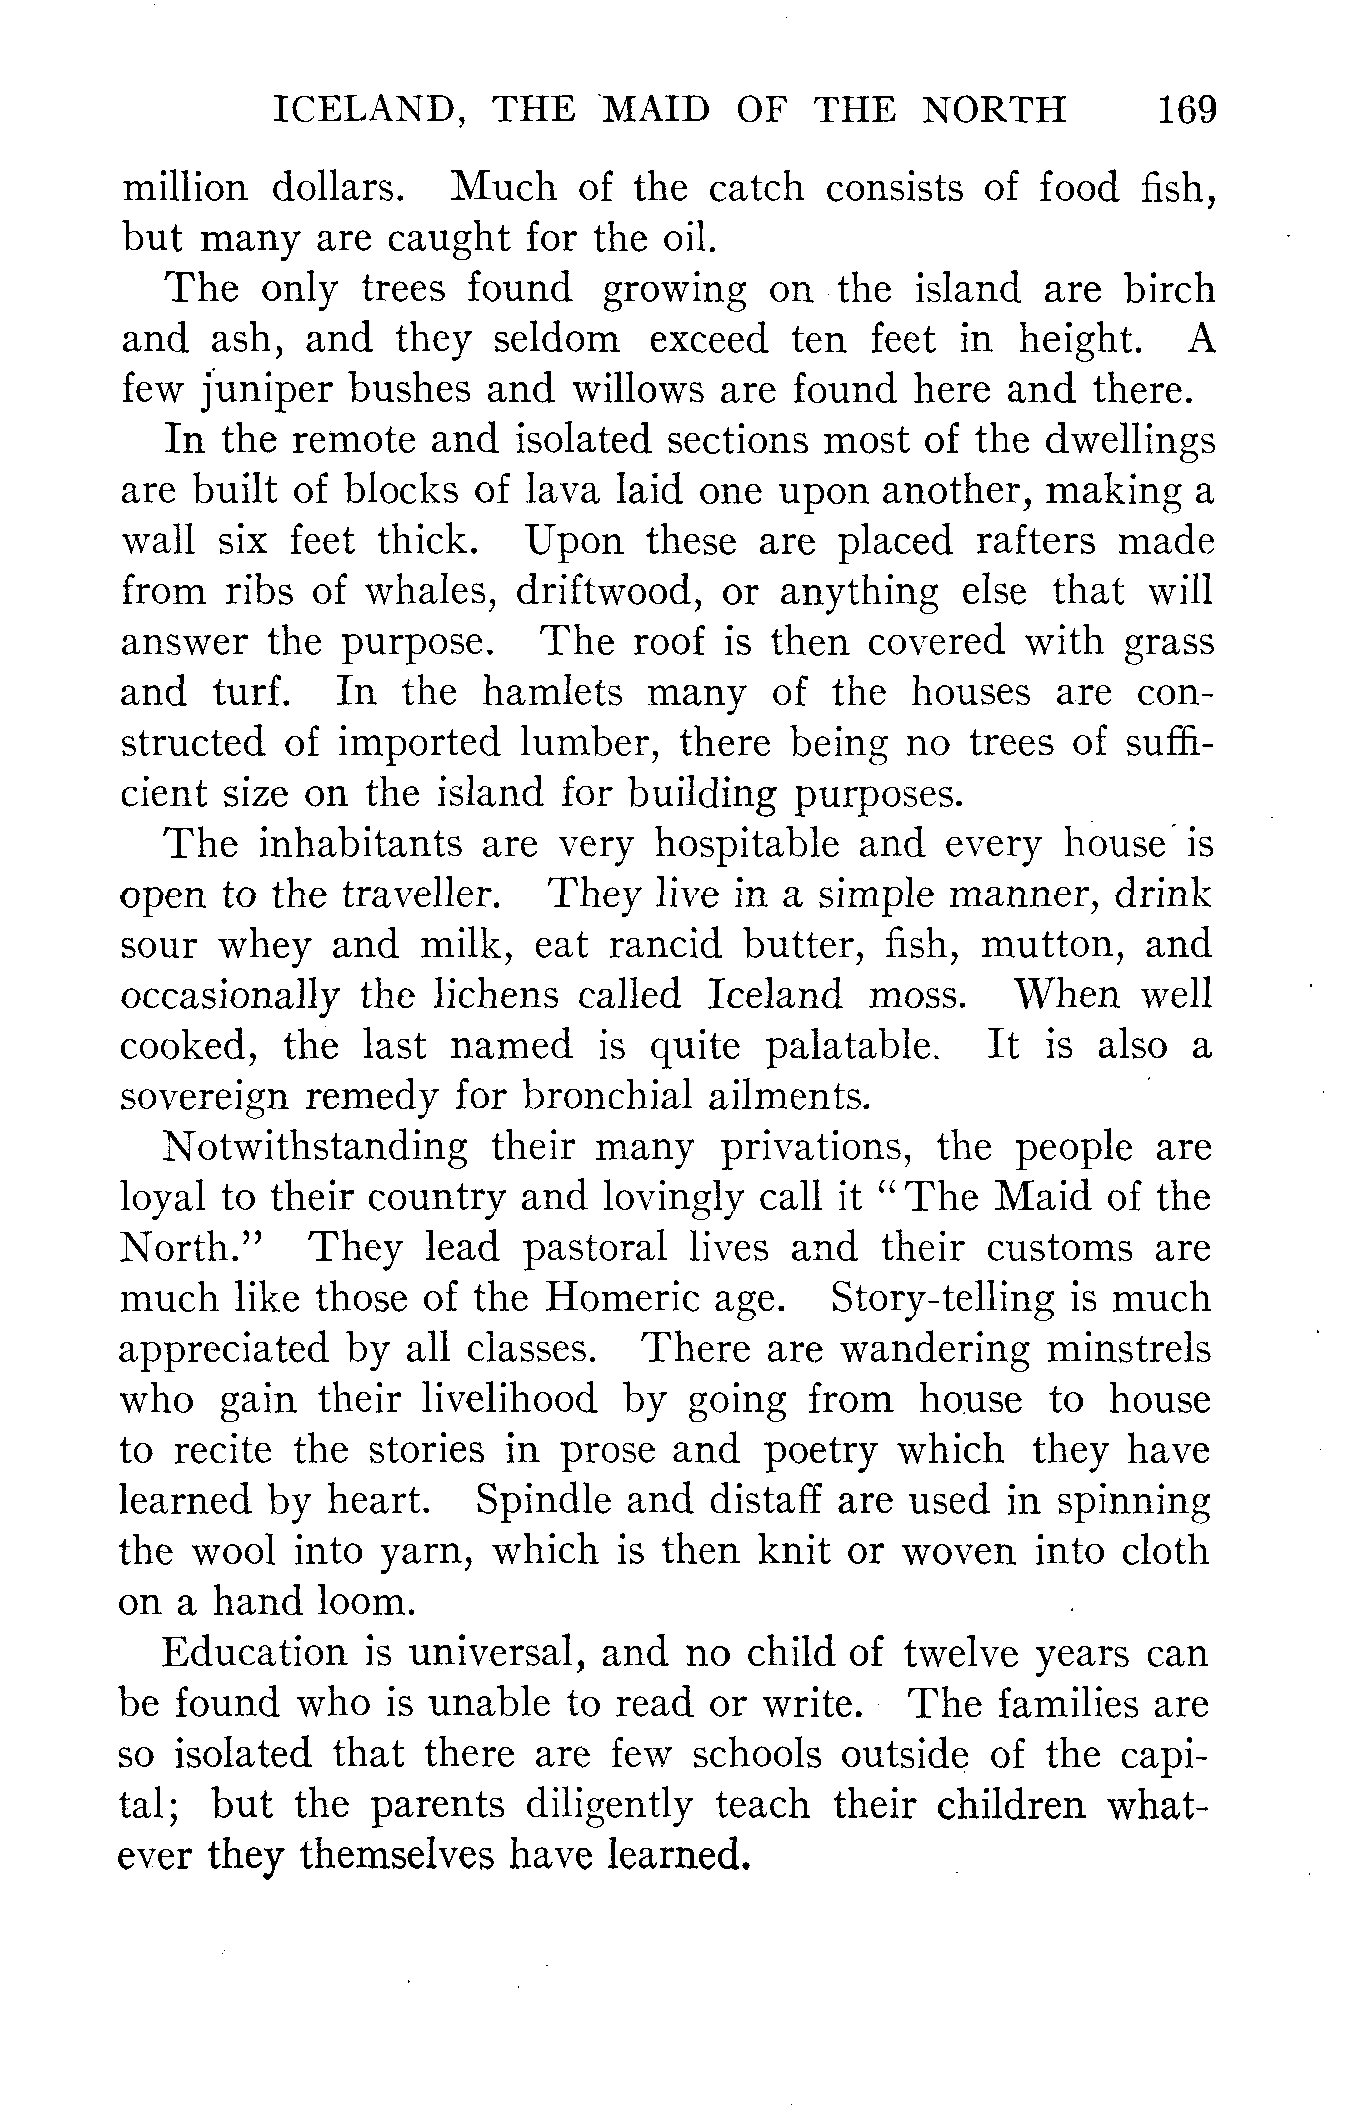 ICELAND, THE MAID OF THE NORTH 169
million dollars. Much of the catch consists of food fish,
but many are caught for the oil.
The only trees found growing on the island are birch
and ash, and they seldom exceed ten feet in height. A
few juniper bushes and willows are found here and there.
In the remote and isolated sections most of the dwellings
are built of blocks of lava laid one upon another, making a
wall six feet thick. Upon these are placed rafters made
from ribs of whales, driftwood, or anything else that will
answer the purpose. The roof is then covered with grass
and turf. In the hamlets many of the houses are con-
structed of imported lumber, there being no trees of suffi-
cient size on the island for building purposes.
The inhabitants are very hospitable and every house is
open to the traveller. They live in a simple manner, drink
sour whey and milk, eat rancid butter, fish, mutton, and
occasionally the lichens called Iceland moss. When well
cooked, the last named is quite palatable. It is also a
sovereign remedy for bronchial ailments.
Notwithstanding their many privations, the people are
loyal to their country and lovingly call it "The Maid of the
North." They lead pastoral lives and their customs are
much like those of the Homeric age. Story-telling is much
appreciated by all classes. There are wandering minstrels
who gain their livelihood by going from house to house
to recite the stories in prose and poetry which they have
learned by heart. Spindle and distaff are used in spinning
the wool into yarn, which is then knit or woven into cloth
on a hand loom.
Education is universal, and no child of twelve years can
be found who is unable to read or write. The families are
so isolated that there are few schools outside of the capi-
tal; but the parents diligently teach their children what-
ever they themselves have learned.